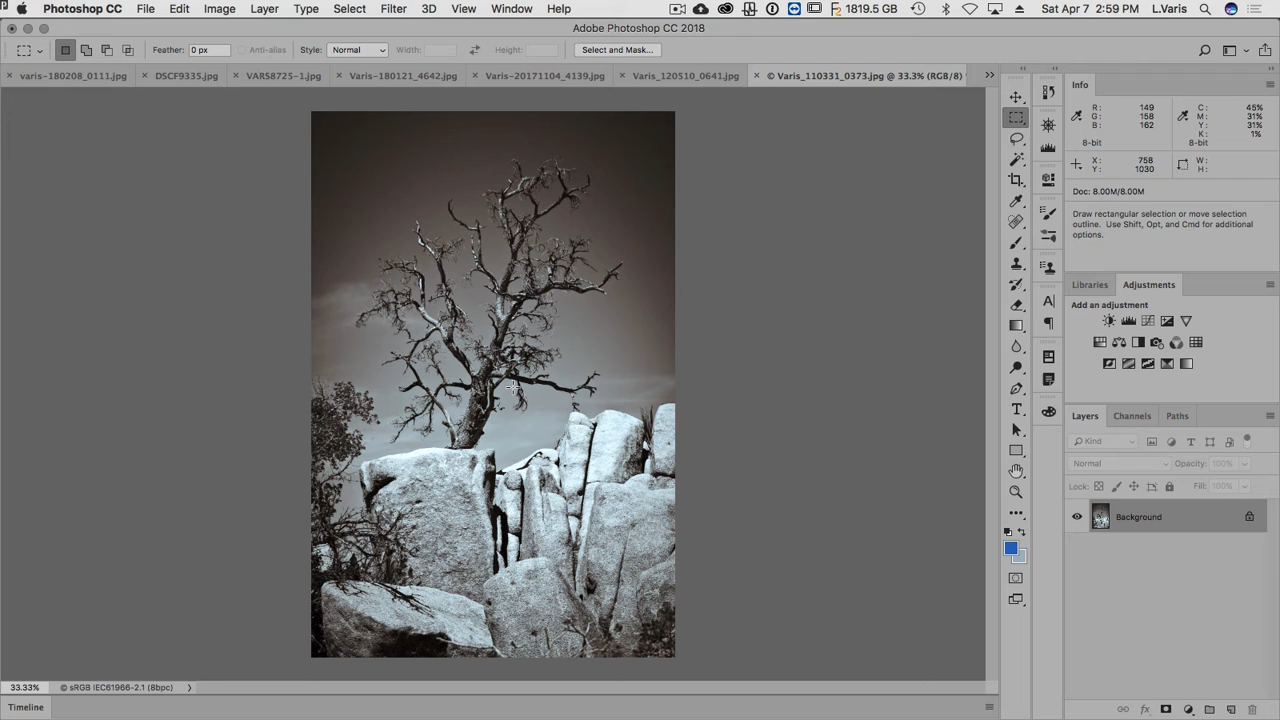 Photoshop CC File Edit Image Layer Type Select Filter 3D View Window Help 2 1819.5 GB Sat Apr 7 2:59 PM L.Varis
Adobe Photoshop CC 2018
Feather: 0 px Anti-alias Style: Normal Width: Height: Select and Mask...
varis-180208_0111.jpg DSCF9335.jpg VARS8725-1.jpg Varis-180121_4642.jpg Varis-20171104_4139.jpg Varis_120510_0641.jpg © Varis_110331_0373.jpg @ 33.3% (RGB/8)
Info
R: 149 C: 45%
G: 158 M: 31%
B: 162 Y: 31%
K: 1%
8-bit 8-bit
X: 758 W:
Y: 1030 H:
Doc: 8.00M/8.00M
Draw rectangular selection or move selection
outline. Use Shift, Opt, and Cmd for additional
options.
Libraries Adjustments
Add an adjustment
Layers Channels Paths
Kind
Normal Opacity: 100%
Lock: Fill: 100%
Background
33.33% © sRGB IEC61966-2.1 (8bpc)
Timeline